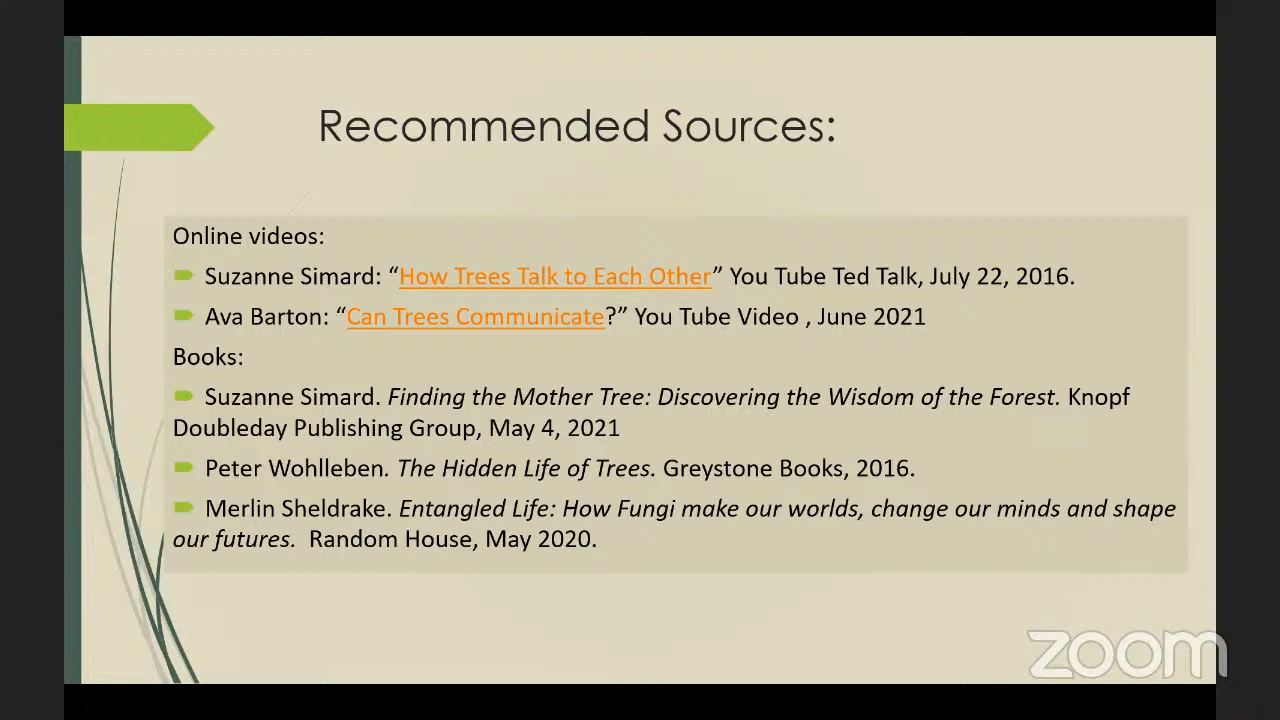 Recommended Sources:
Online videos:
Suzanne Simard: “How Trees Talk to Each Other” You Tube Ted Talk, July 22, 2016.
Ava Barton: “Can Trees Communicate?” You Tube Video , June 2021
Books:
Suzanne Simard. Finding the Mother Tree: Discovering the Wisdom of the Forest. Knopf
Doubleday Publishing Group, May 4, 2021
Peter Wohlleben. The Hidden Life of Trees. Greystone Books, 2016.
Merlin Sheldrake. Entangled Life: How Fungi make our worlds, change our minds and shape
our futures.  Random House, May 2020.
zoom